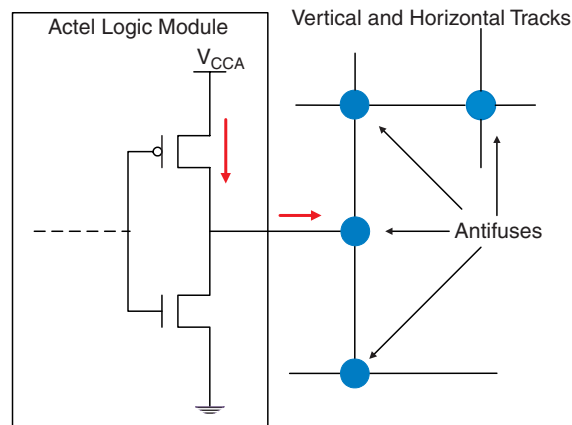 Actel Logic Module
Vertical and Horizontal Tracks
VCCA
Antifuses